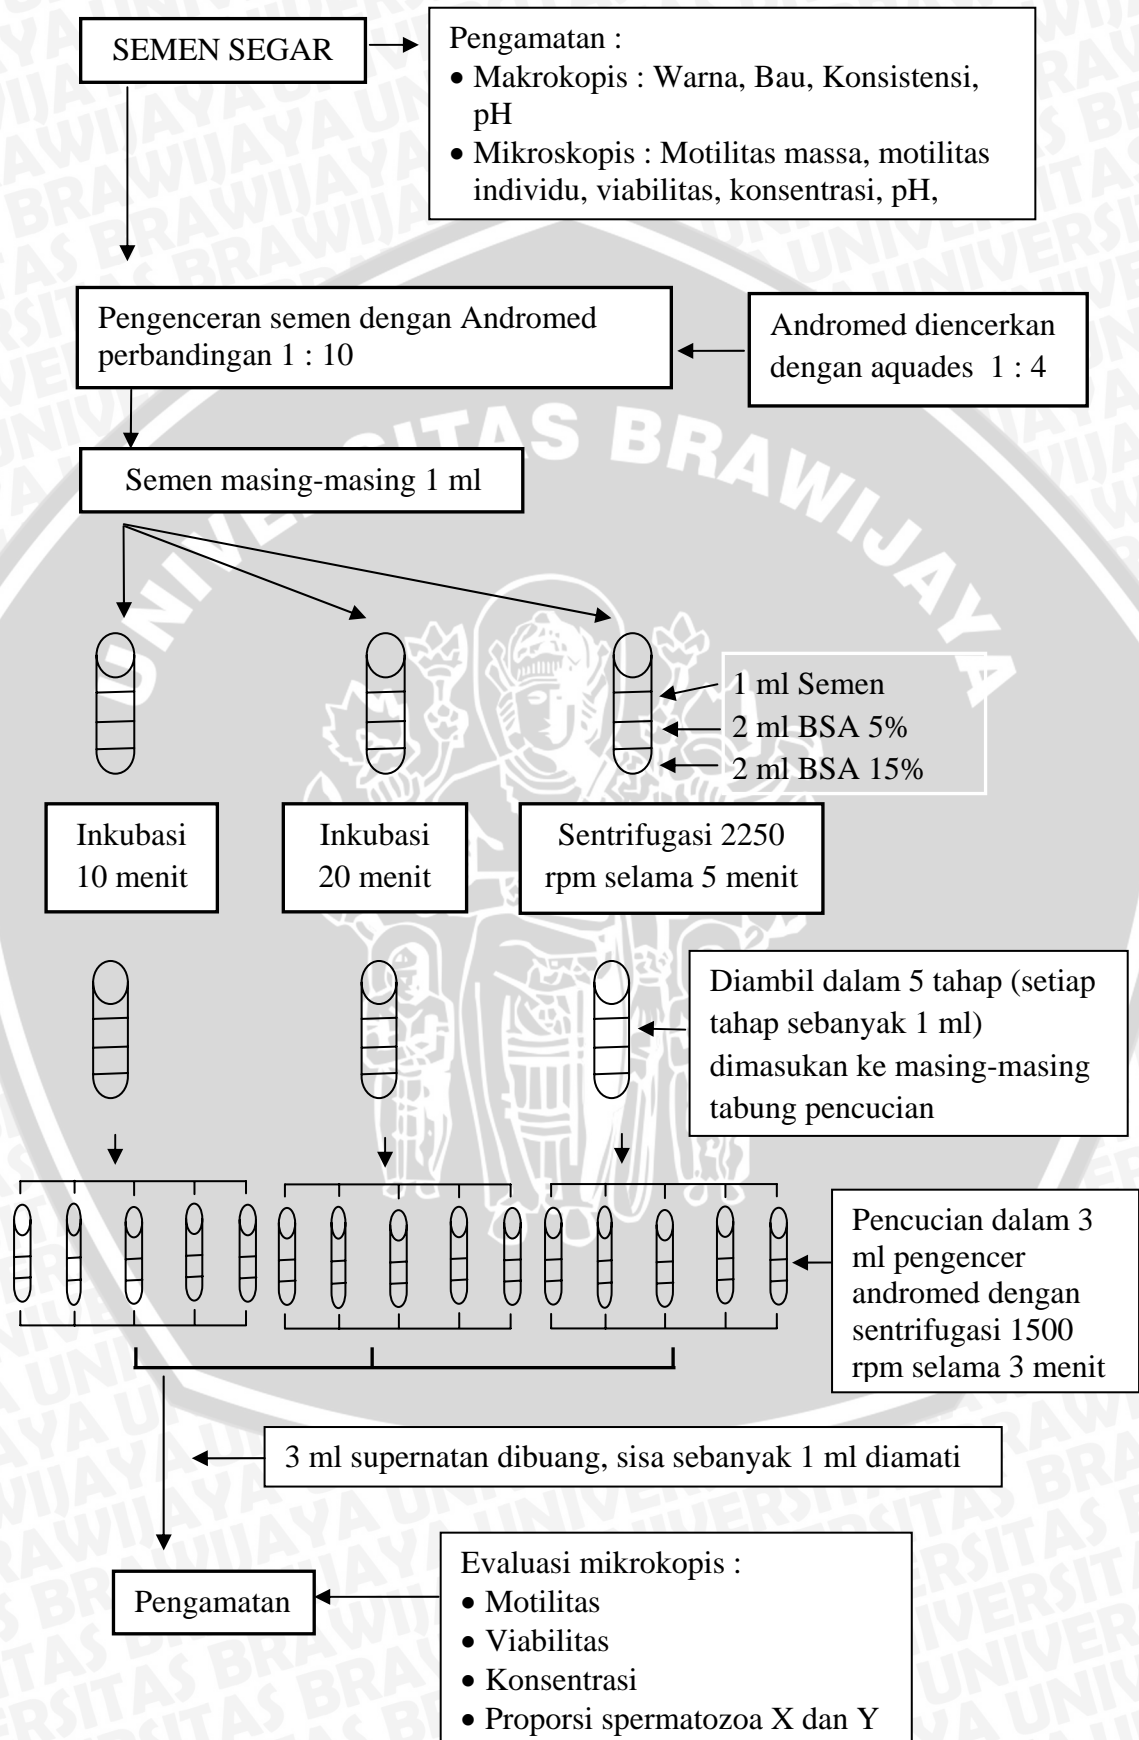 SEMEN SEGAR
Pengamatan :
• Makrokopis : Warna, Bau, Konsistensi,
pH
• Mikroskopis : Motilitas massa, motilitas
individu, viabilitas, konsentrasi, pH,
Pengenceran semen dengan Andromed
perbandingan 1 : 10
Andromed diencerkan
dengan aquades 1 : 4
Semen masing-masing 1 ml
UNIVERSITAS BRAWIJAYA
1 ml Semen
2 ml BSA 5%
2 ml BSA 15%
Inkubasi
10 menit
Inkubasi
20 menit
Sentrifugasi 2250
rpm selama 5 menit
Diambil dalam 5 tahap (setiap
tahap sebanyak 1 ml)
dimasukan ke masing-masing
tabung pencucian
Pencucian dalam 3
ml pengencer
andromed dengan
sentrifugasi 1500
rpm selama 3 menit
3 ml supernatan dibuang, sisa sebanyak 1 ml diamati
Pengamatan
Evaluasi mikrokopis :
• Motilitas
• Viabilitas
• Konsentrasi
• Proporsi spermatozoa X dan Y